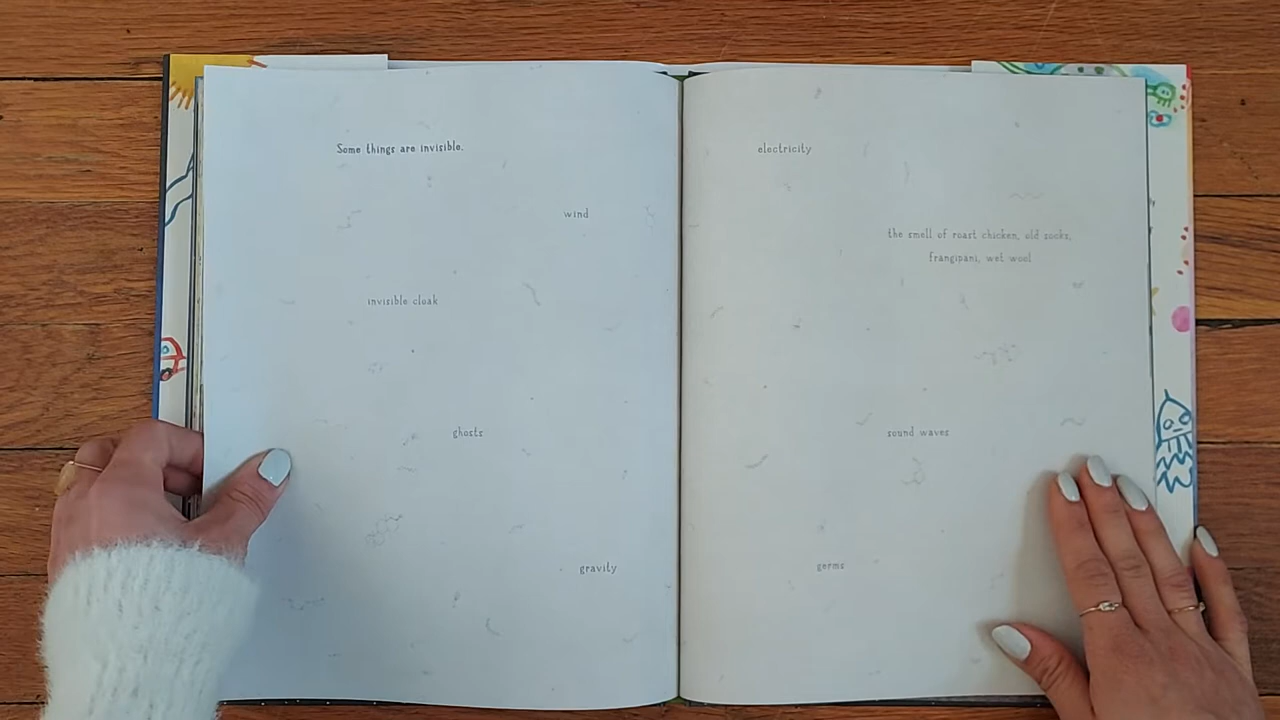 Some things are invisible.
wind
invisible cloak
ghosts
gravity
electricity
the smell of roast chicken, old socks,
frangipani, wet wool
sound waves
germs